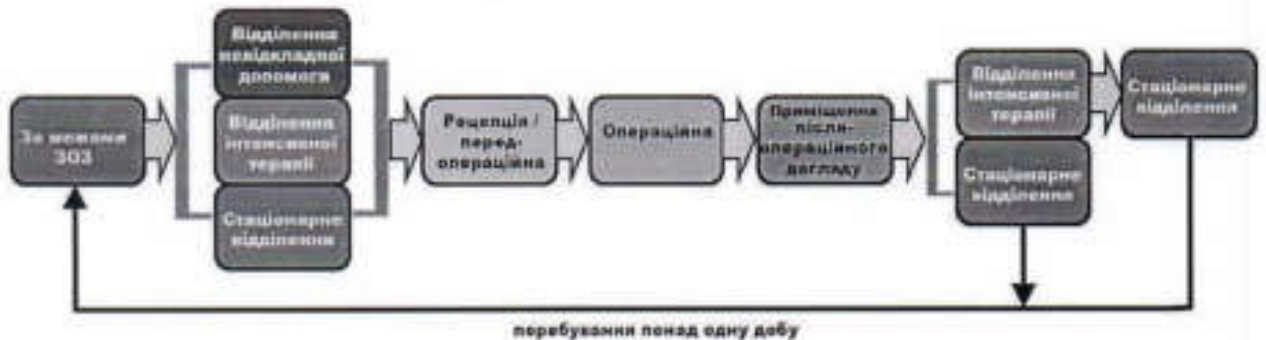 За межами
ЗОЗ
Відділення
невідкладної
допомоги
Відділення
інтенсивної
терапії
Стаціонарне
відділення
Рецепція /
перед-
операційна
Операційна
Приміщення
після-
операційного
догляду
Відділення
інтенсивної
терапії
Стаціонарне
відділення
Стаціонарне
відділення
перебування понад одну добу